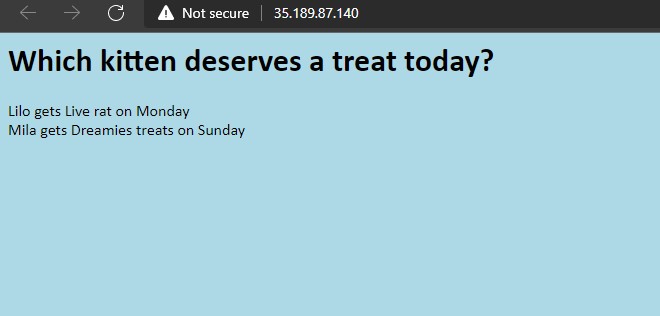 Not secure 35.189.87.140
Which kitten deserves a treat today?
Lilo gets Live rat on Monday
Mila gets Dreamies treats on Sunday